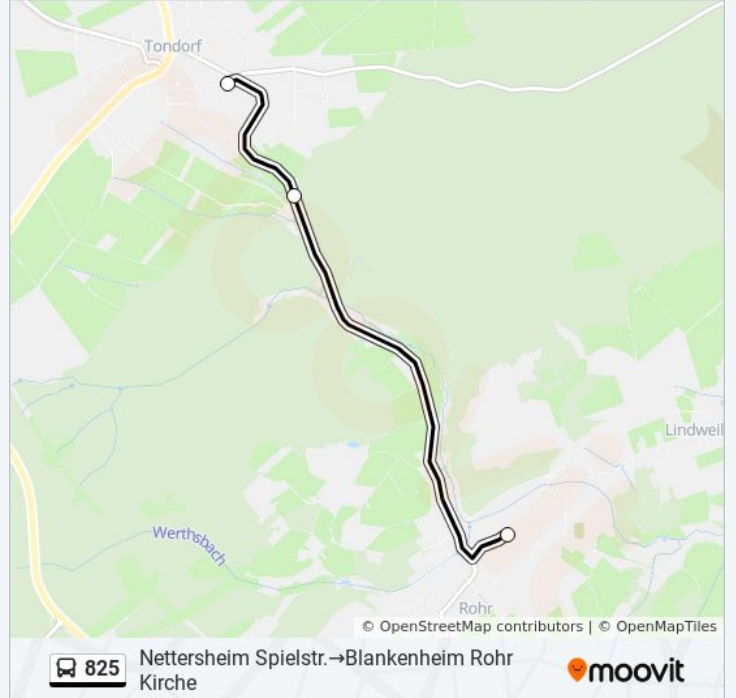 Tondorf
Lindweil
Werthsbach
Rohr
© OpenStreetMap contributors | © OpenMapTiles
825
Nettersheim Spielstr.→Blankenheim Rohr
Kirche
moovit